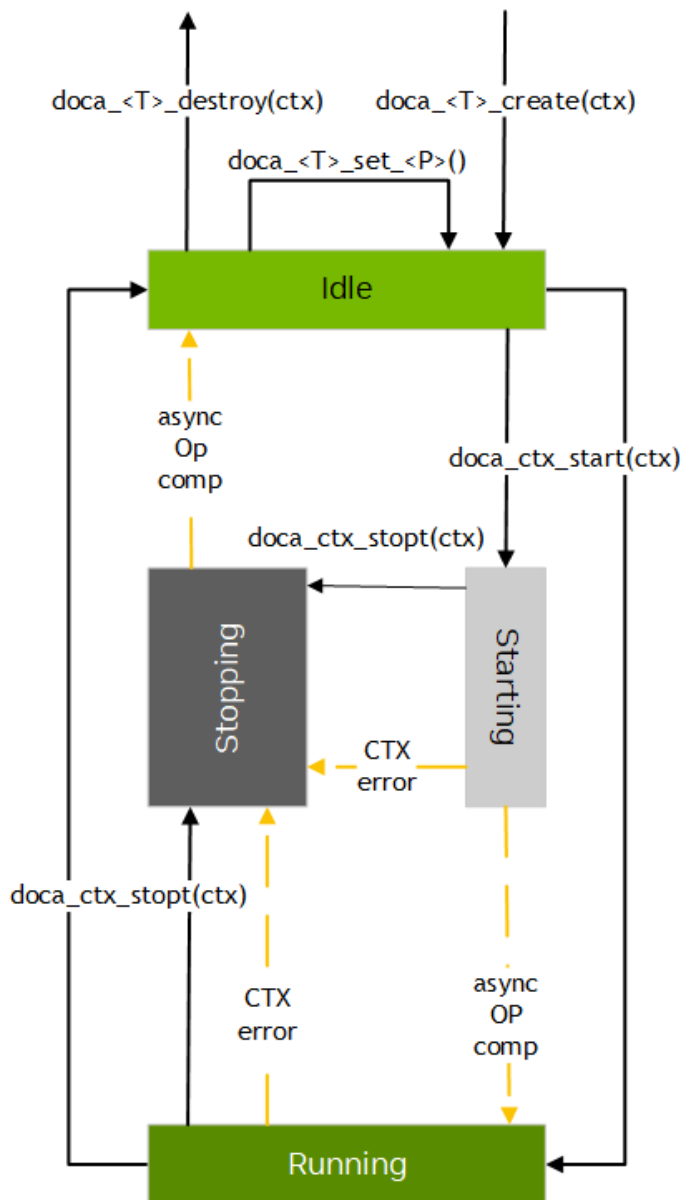 doca_<T>_destroy(ctx)
doca_<T>_create(ctx)
doca_<T>_set_<P>()
Idle
async
Op
comp
doca_ctx_start(ctx)
doca_ctx_stopt(ctx)
Stopping
Starting
CTX
error
doca_ctx_stopt(ctx)
CTX
error
async
OP
comp
Running